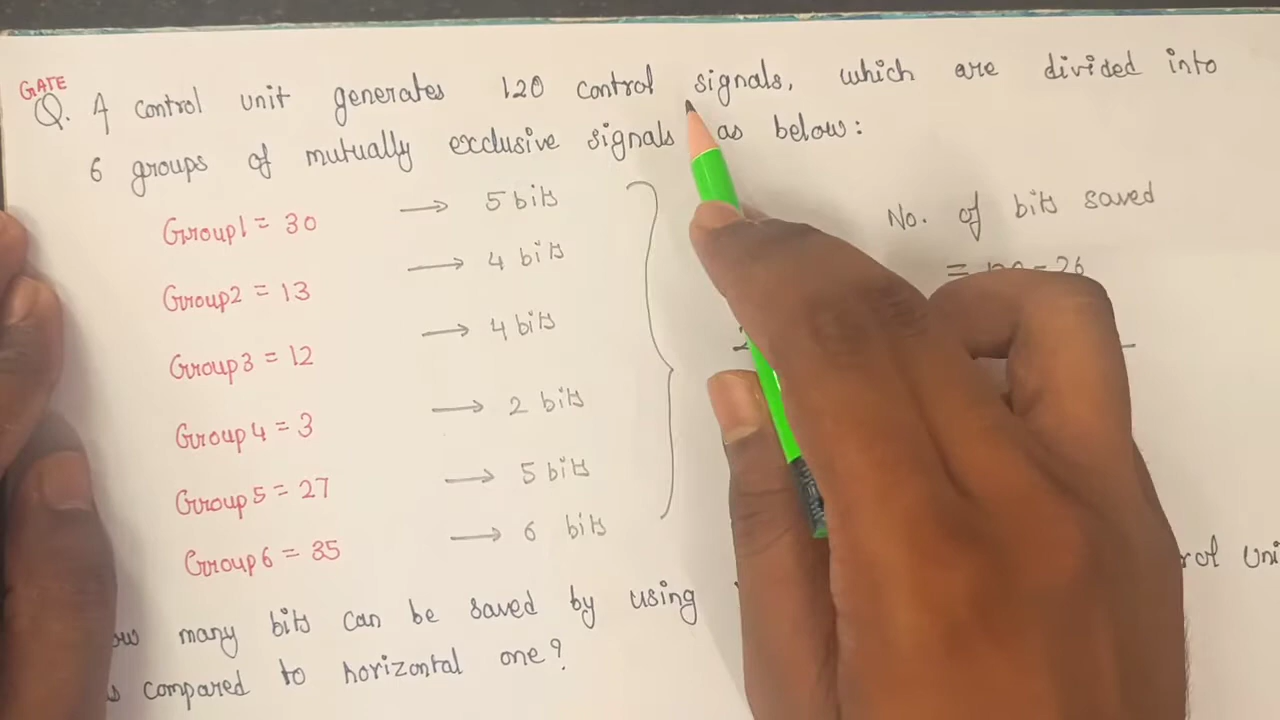 GATE
Q. A control unit generates 120 control signals, which are divided into
6 groups of mutually exclusive signals as below:
Group1 = 30 → 5 bits
Group2 = 13 → 4 bits
Group3 = 12 → 4 bits
Group4 = 3 → 2 bits
Group5 = 27 → 5 bits
Group6 = 35 → 6 bits
No. of bits saved
= 26
many bits can be saved by using
compared to horizontal one?